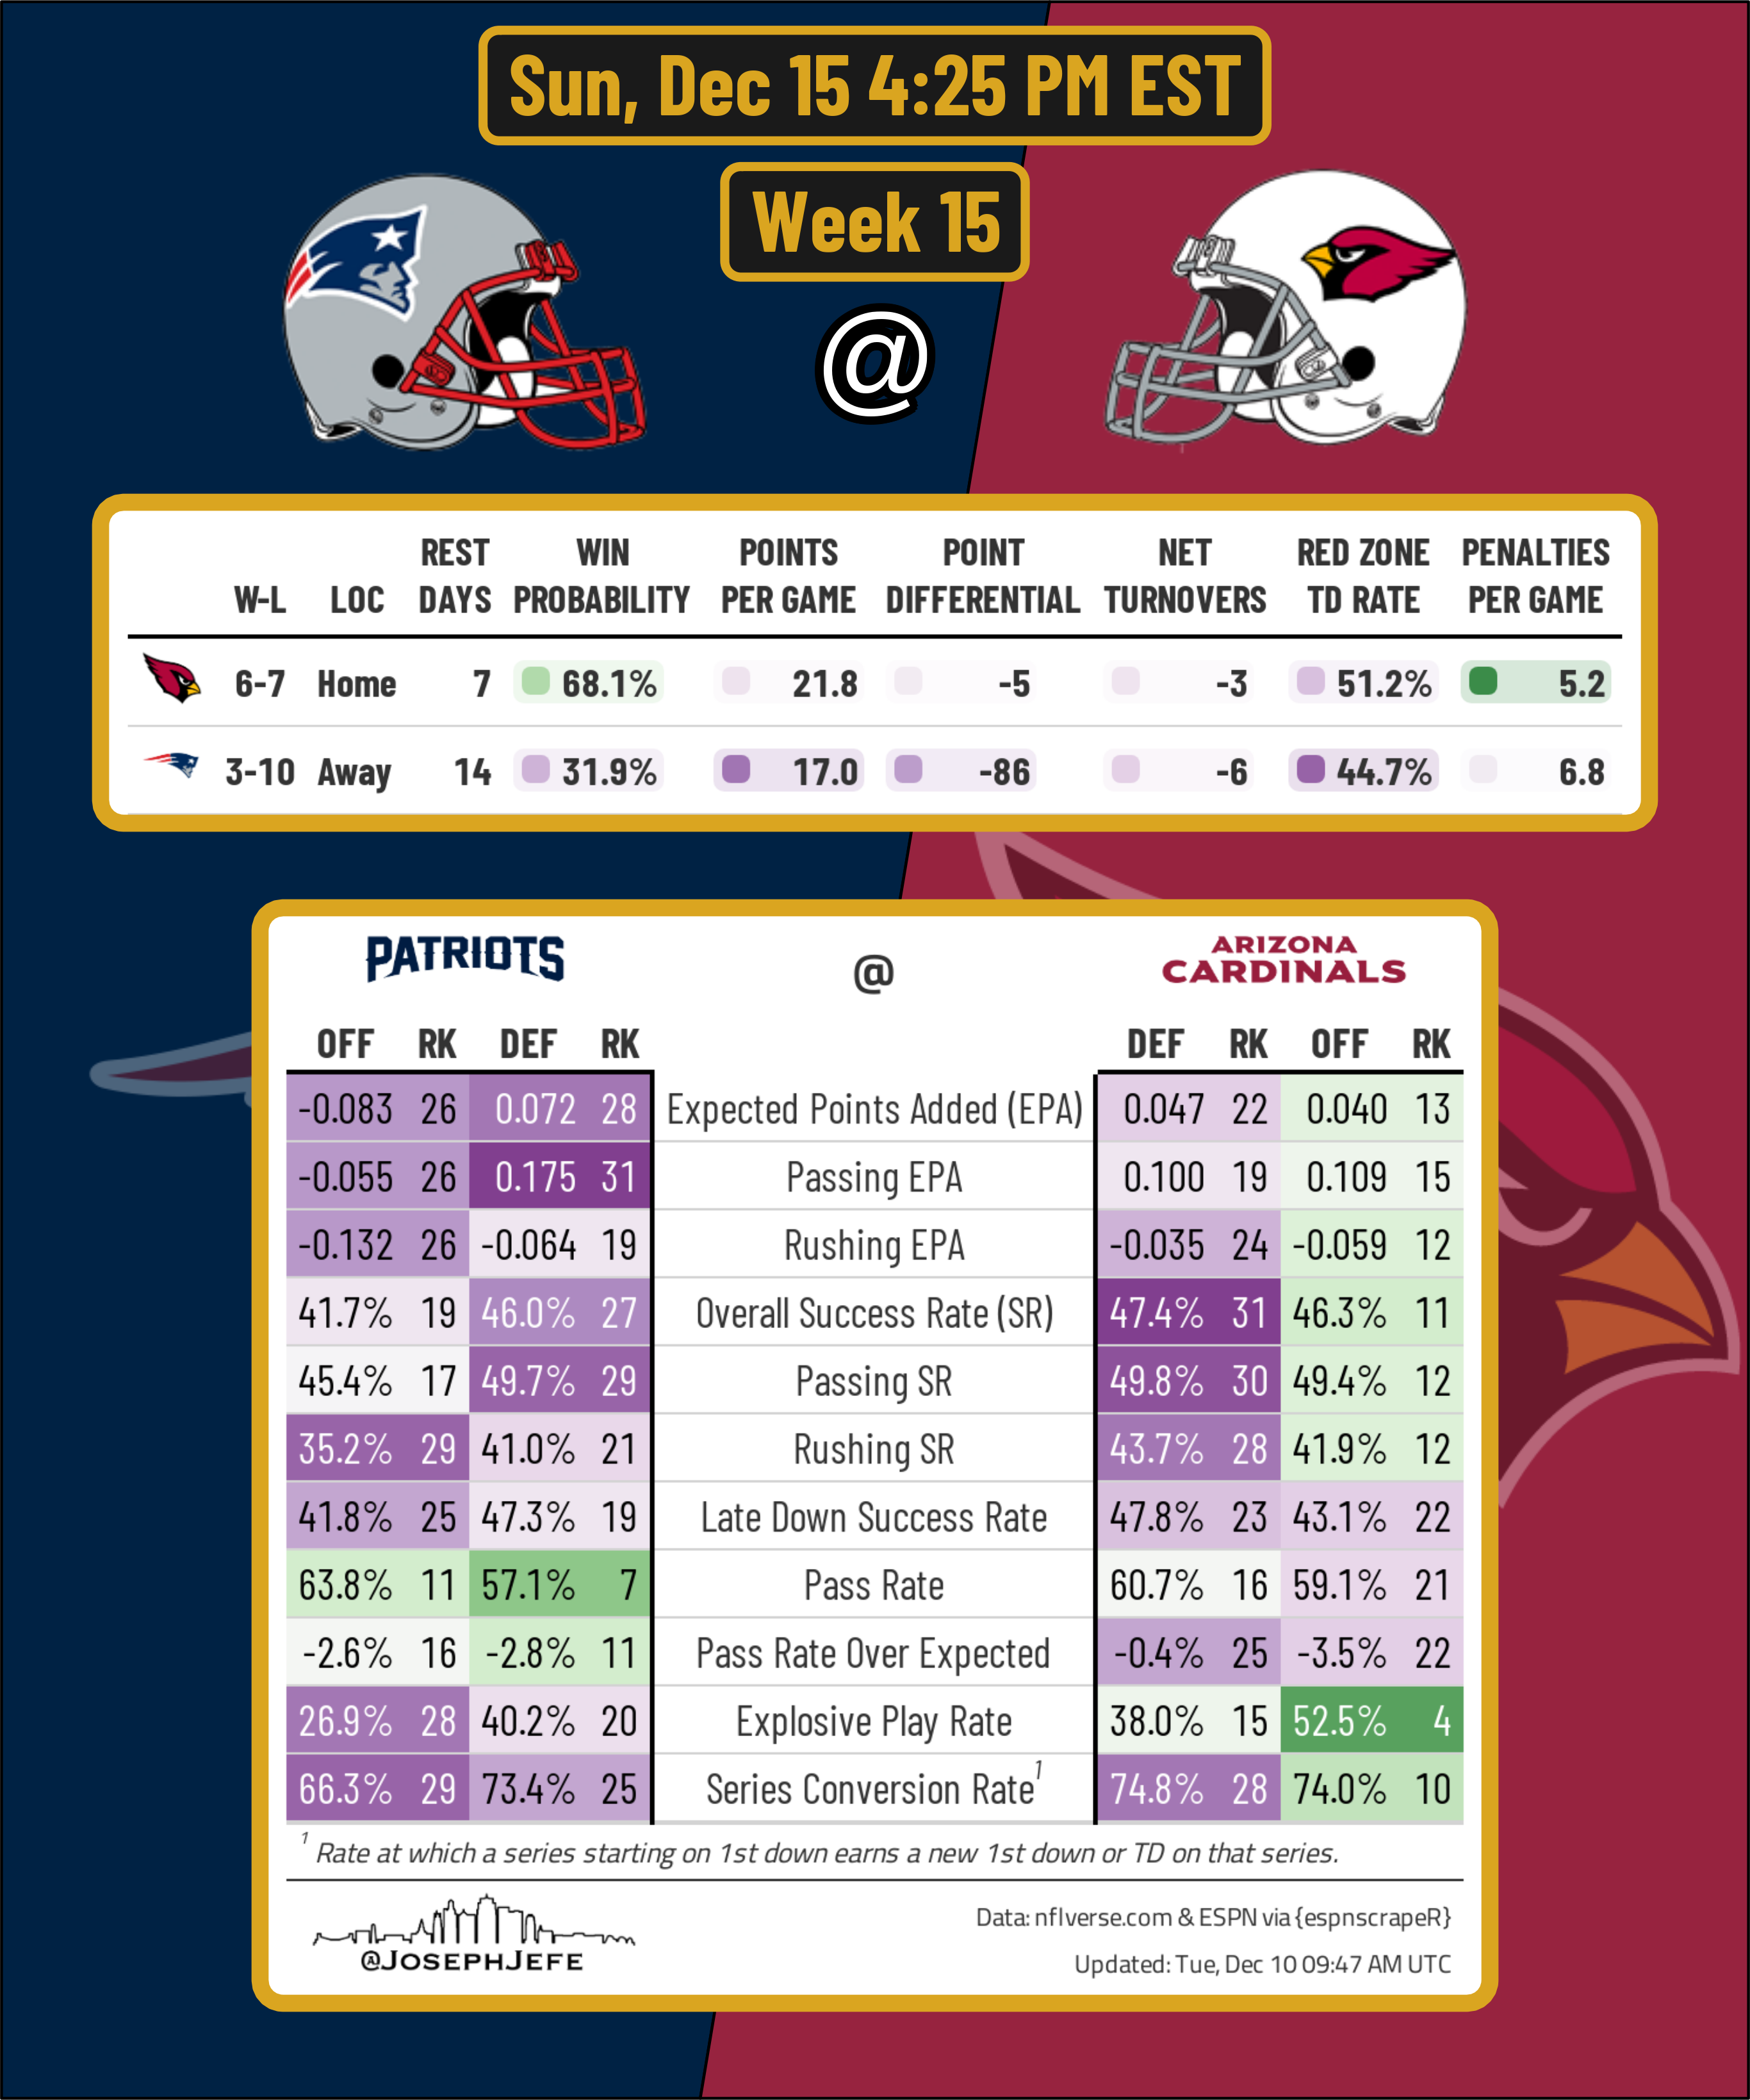 Sun, Dec 15 4:25 PM EST
Week 15
@
REST WIN POINTS POINT NET RED ZONE PENALTIES
W-L LOC DAYS PROBABILITY PER GAME DIFFERENTIAL TURNOVERS TD RATE PER GAME
6-7 Home 7 68.1% 21.8 -5 -3 51.2% 5.2
3-10 Away 14 31.9% 17.0 -86 -6 44.7% 6.8
PATRIOTS @ ARIZONA CARDINALS
OFF RK DEF RK DEF RK OFF RK
-0.083 26 0.072 28 Expected Points Added (EPA) 0.047 22 0.040 13
-0.055 26 0.175 31 Passing EPA 0.100 19 0.109 15
-0.132 26 -0.064 19 Rushing EPA -0.035 24 -0.059 12
41.7% 19 46.0% 27 Overall Success Rate (SR) 47.4% 31 46.3% 11
45.4% 17 49.7% 29 Passing SR 49.8% 30 49.4% 12
35.2% 29 41.0% 21 Rushing SR 43.7% 28 41.9% 12
41.8% 25 47.3% 19 Late Down Success Rate 47.8% 23 43.1% 22
63.8% 11 57.1% 7 Pass Rate 60.7% 16 59.1% 21
-2.6% 16 -2.8% 11 Pass Rate Over Expected -0.4% 25 -3.5% 22
26.9% 28 40.2% 20 Explosive Play Rate 38.0% 15 52.5% 4
66.3% 29 73.4% 25 Series Conversion Rate¹ 74.8% 28 74.0% 10
¹ Rate at which a series starting on 1st down earns a new 1st down or TD on that series.
@JOSEPHJEFE
Data: nflverse.com & ESPN via {espnscrapeR}
Updated: Tue, Dec 10 09:47 AM UTC